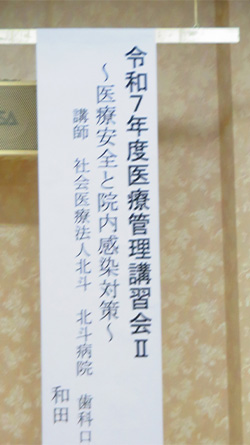 令和7年度医療管理講習会Ⅱ
～医療安全と院内感染対策～
講師 社会医療法人北斗 北斗病院 歯科口
和田